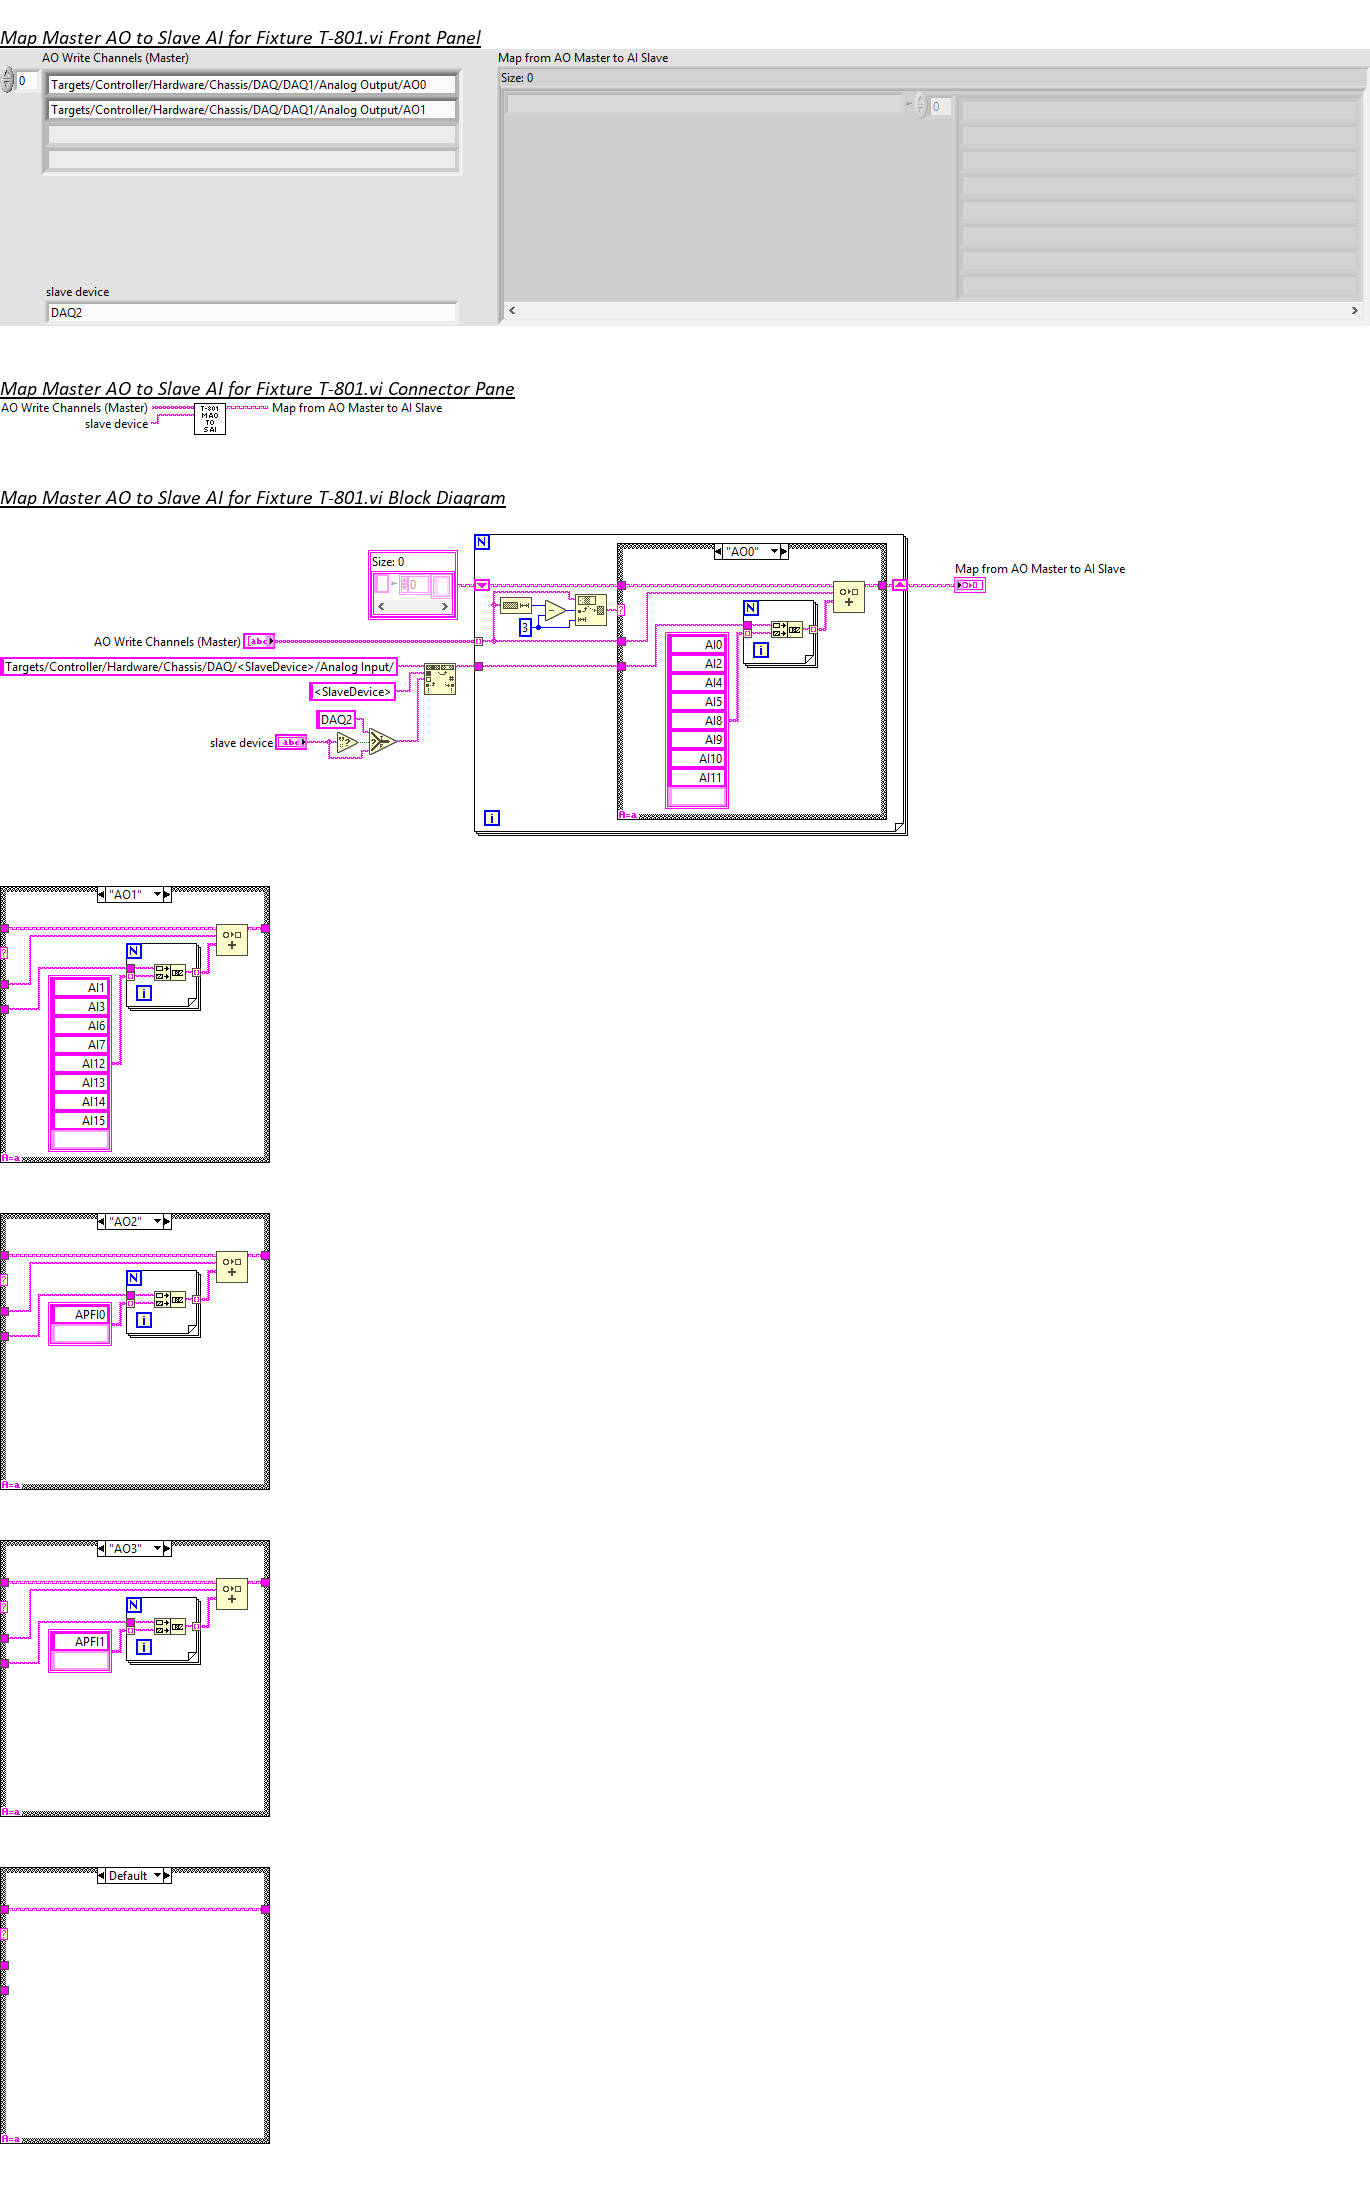 Map Master AO to Slave AI for Fixture T-801.vi Front Panel
AO Write Channels (Master)
Map from AO Master to AI Slave
0
Targets/Controller/Hardware/Chassis/DAQ/DAQ1/Analog Output/AO0
Targets/Controller/Hardware/Chassis/DAQ/DAQ1/Analog Output/AO1
Size: 0
0
slave device
DAQ2
Map Master AO to Slave AI for Fixture T-801.vi Connector Pane
AO Write Channels (Master)
slave device
T-801
M AO
TO
S AI
Map from AO Master to AI Slave
Map Master AO to Slave AI for Fixture T-801.vi Block Diagram
Size: 0
0
N
"AO0"
Map from AO Master to AI Slave
3
N
i
AO Write Channels (Master)
abc
Targets/Controller/Hardware/Chassis/DAQ/<SlaveDevice>/Analog Input/
<SlaveDevice>
DAQ2
slave device
abc
AI0
AI2
AI4
AI5
AI8
AI9
AI10
AI11
i
A=a
"AO1"
N
i
AI1
AI3
AI6
AI7
AI12
AI13
AI14
AI15
A=a
"AO2"
N
i
APFI0
A=a
"AO3"
N
i
APFI1
A=a
Default
A=a